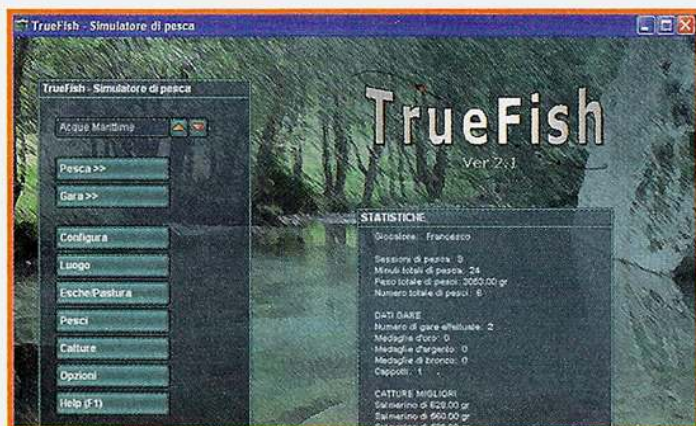 TrueFish - Simulatore di pesca
TrueFish - Simulatore di pesca
Acque Marittime
Pesca >>
Gara >>
Configura
Luogo
Esche/Pastura
Pesci
Catture
Opzioni
Help (F1)
TrueFish
Ver 2.1
STATISTICHE
Giocatore: Francesco
Sessioni di pesca: 3
Minuti totali di pesca: 24
Peso totale di pesci: 3063.00 gr
Numero totale di pesci: 6
DATI GARE
Numero di gare effettuate: 2
Medaglie d'oro: 0
Medaglie d'argento: 0
Medaglie di bronzo: 0
Cappotti: 1
CATTURE MIGLIORI
Salmerino di 628.00 gr
Salmerino di 560.00 gr